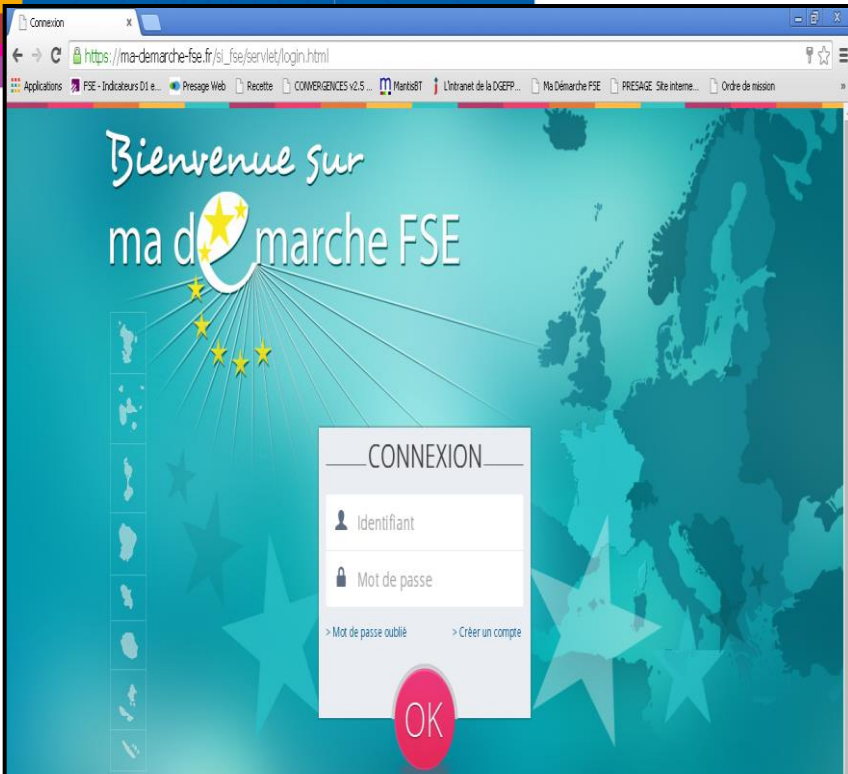 Connexion
https://ma-demarche-fse.fr/si_fse/servlet/login.html
Applications FSE - Indicateurs D1 e... Presage Web Recette CONVERGENCES v2.5 ... MantisBT L'intranet de la DGEFP... Ma Démarche FSE PRESAGE Site interne... Ordre de mission »
Bienvenue sur
ma démarche FSE
CONNEXION
Identifiant
Mot de passe
> Mot de passe oublié > Créer un compte
OK